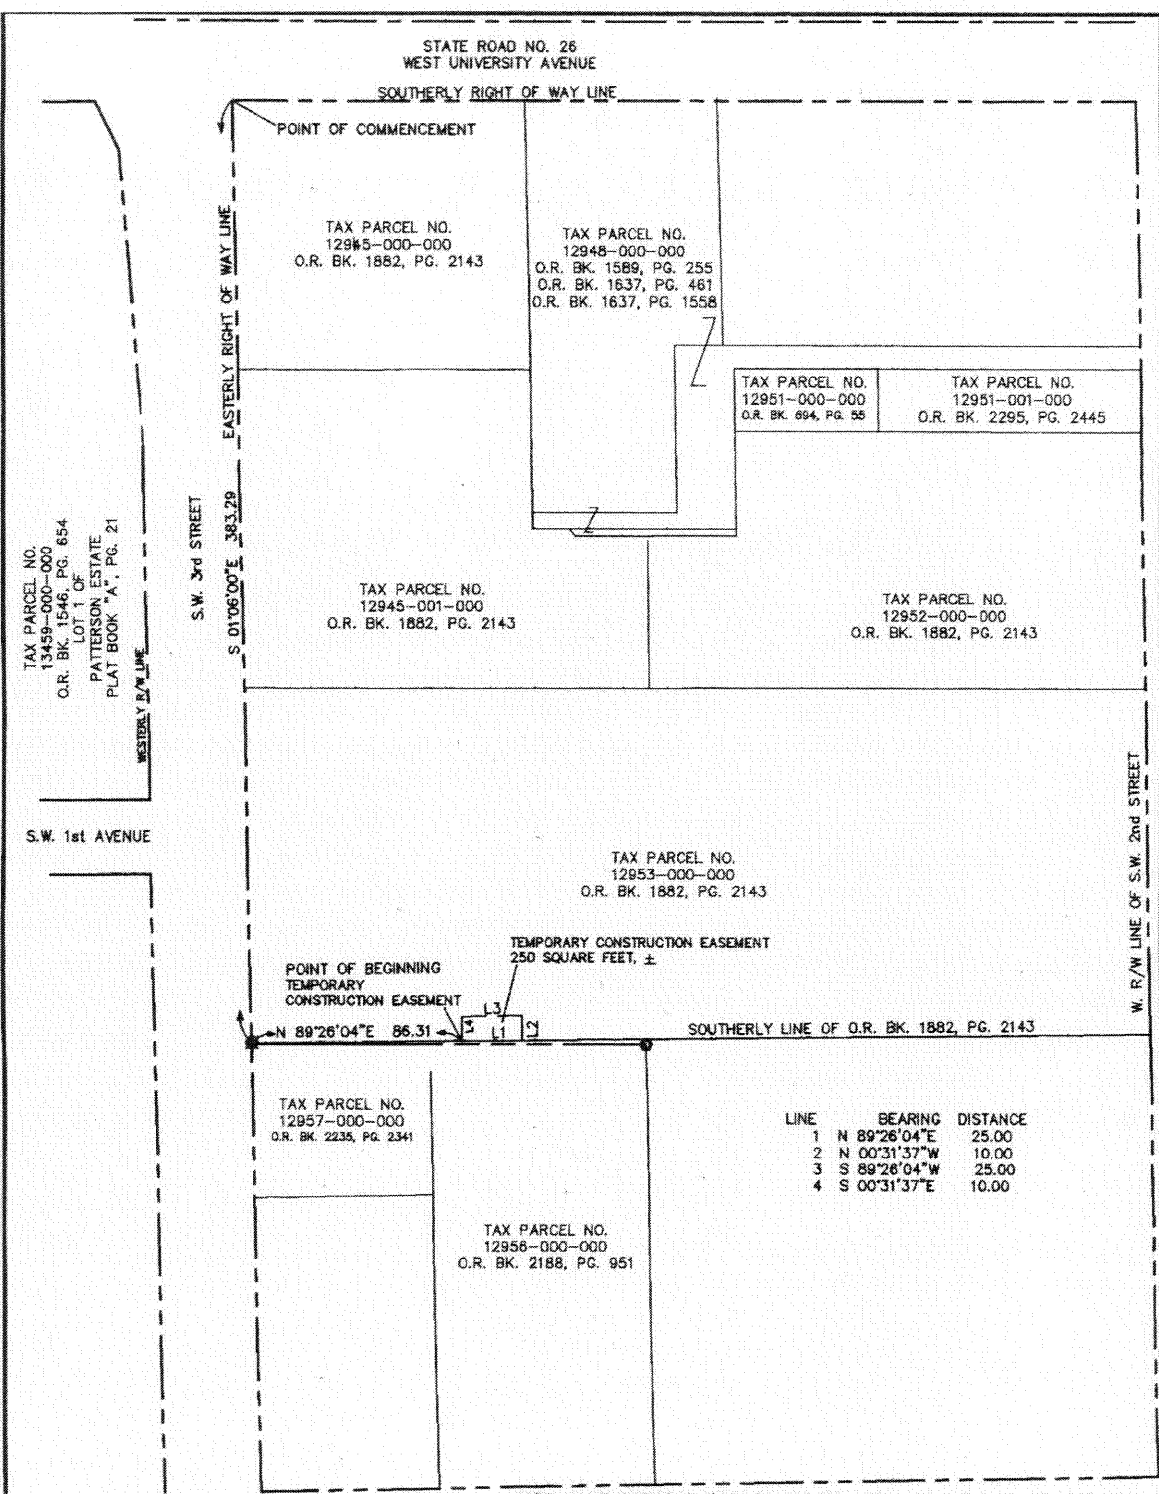 STATE ROAD NO. 26
WEST UNIVERSITY AVENUE
SOUTHERLY RIGHT OF WAY LINE
POINT OF COMMENCEMENT
TAX PARCEL NO.
12945-000-000
O.R. BK. 1882, PG. 2143
TAX PARCEL NO.
12948-000-000
O.R. BK. 1589, PG. 255
O.R. BK. 1637, PG. 461
O.R. BK. 1637, PG. 1558
EASTERLY RIGHT OF WAY LINE
S 01°06'00"E 383.29
S.W. 3rd STREET
TAX PARCEL NO.
12951-000-000
O.R. BK. 694, PG. 55
TAX PARCEL NO.
12951-001-000
O.R. BK. 2295, PG. 2445
TAX PARCEL NO.
13459-000-000
O.R. BK. 1546, PG. 654
LOT 1 OF
PATTERSON ESTATE
PLAT BOOK "A", PG. 21
WESTERLY R/W LINE
TAX PARCEL NO.
12945-001-000
O.R. BK. 1882, PG. 2143
TAX PARCEL NO.
12952-000-000
O.R. BK. 1882, PG. 2143
S.W. 1st AVENUE
TAX PARCEL NO.
12953-000-000
O.R. BK. 1882, PG. 2143
W. R/W LINE OF S.W. 2nd STREET
TEMPORARY CONSTRUCTION EASEMENT
250 SQUARE FEET, ±
POINT OF BEGINNING
TEMPORARY
CONSTRUCTION EASEMENT
L3
L4
L1
L2
N 89°26'04"E 86.31
SOUTHERLY LINE OF O.R. BK. 1882, PG. 2143
TAX PARCEL NO.
12957-000-000
O.R. BK. 2235, PG. 2341
LINE BEARING DISTANCE
1 N 89°26'04"E 25.00
2 N 00°31'37"W 10.00
3 S 89°26'04"W 25.00
4 S 00°31'37"E 10.00
TAX PARCEL NO.
12956-000-000
O.R. BK. 2188, PG. 951